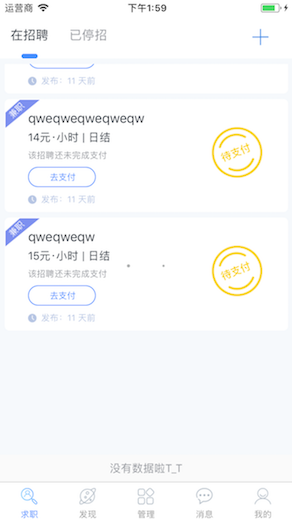 运营商 下午1:59
在招聘 已停招
发布：11 天前
兼职
qweqweqweqweqw
14元·小时 | 日结
该招聘还未完成支付
待支付
去支付
发布：11 天前
兼职
qweqweqw
15元·小时 | 日结
该招聘还未完成支付
待支付
去支付
发布：11 天前
没有数据啦T_T
求职 发现 管理 消息 我的